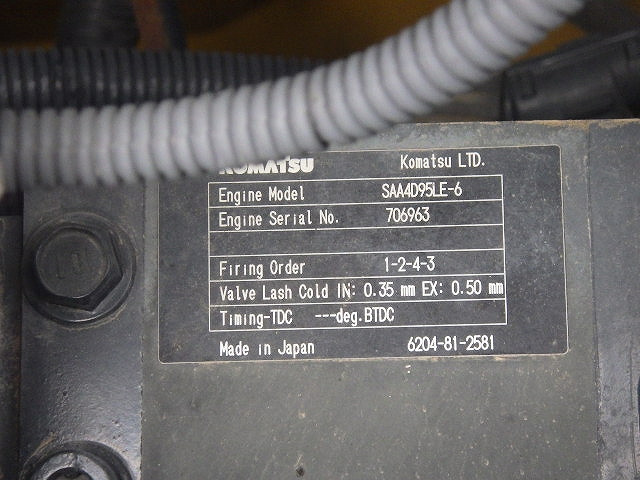 KOMATSU Komatsu LTD.
Engine Model SAA4D95LE-6
Engine Serial No. 706963
Firing Order 1-2-4-3
Valve Lash Cold IN: 0.35 mm EX: 0.50 mm
Timing-TDC ---deg.BTDC
Made in Japan 6204-81-2581